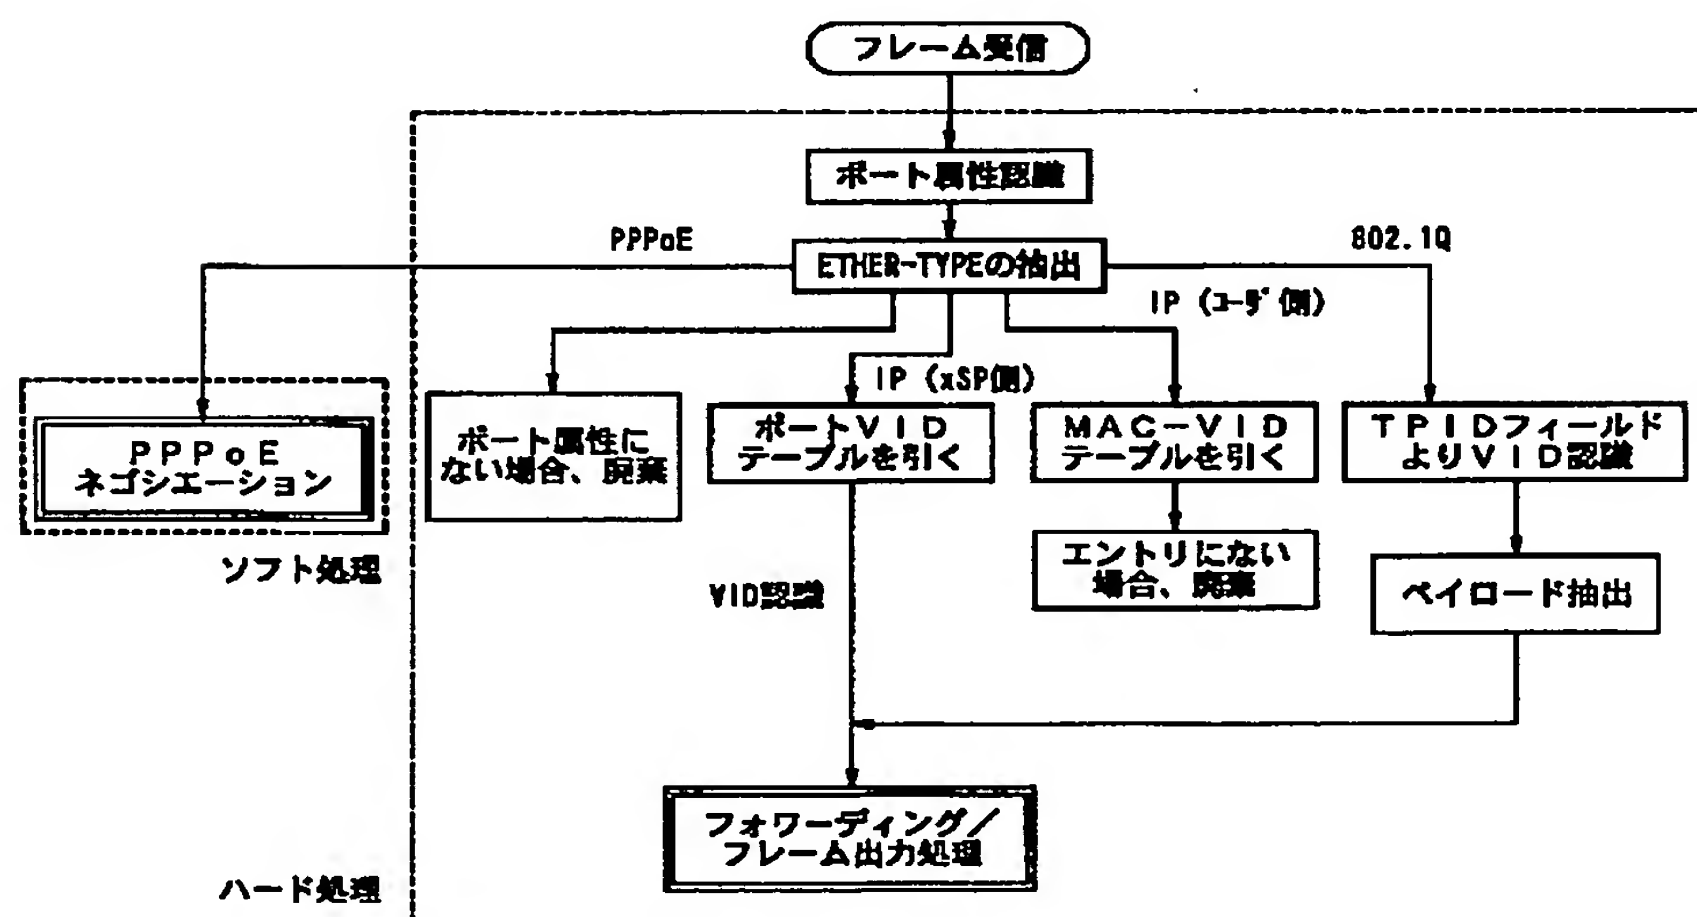 フレーム受信
ポート属性認識
PPPoE
802.1Q
ETHER-TYPEの抽出
IP (ユーザ側)
IP (xSP側)
PPPoE
ネゴシエーション
ポート属性に
ない場合、廃棄
ポートVID
テーブルを引く
MAC-VID
テーブルを引く
TPIDフィールド
よりVID認識
ソフト処理
VID認識
エントリにない
場合、廃棄
ペイロード抽出
フォワーディング/
フレーム出力処理
ハード処理